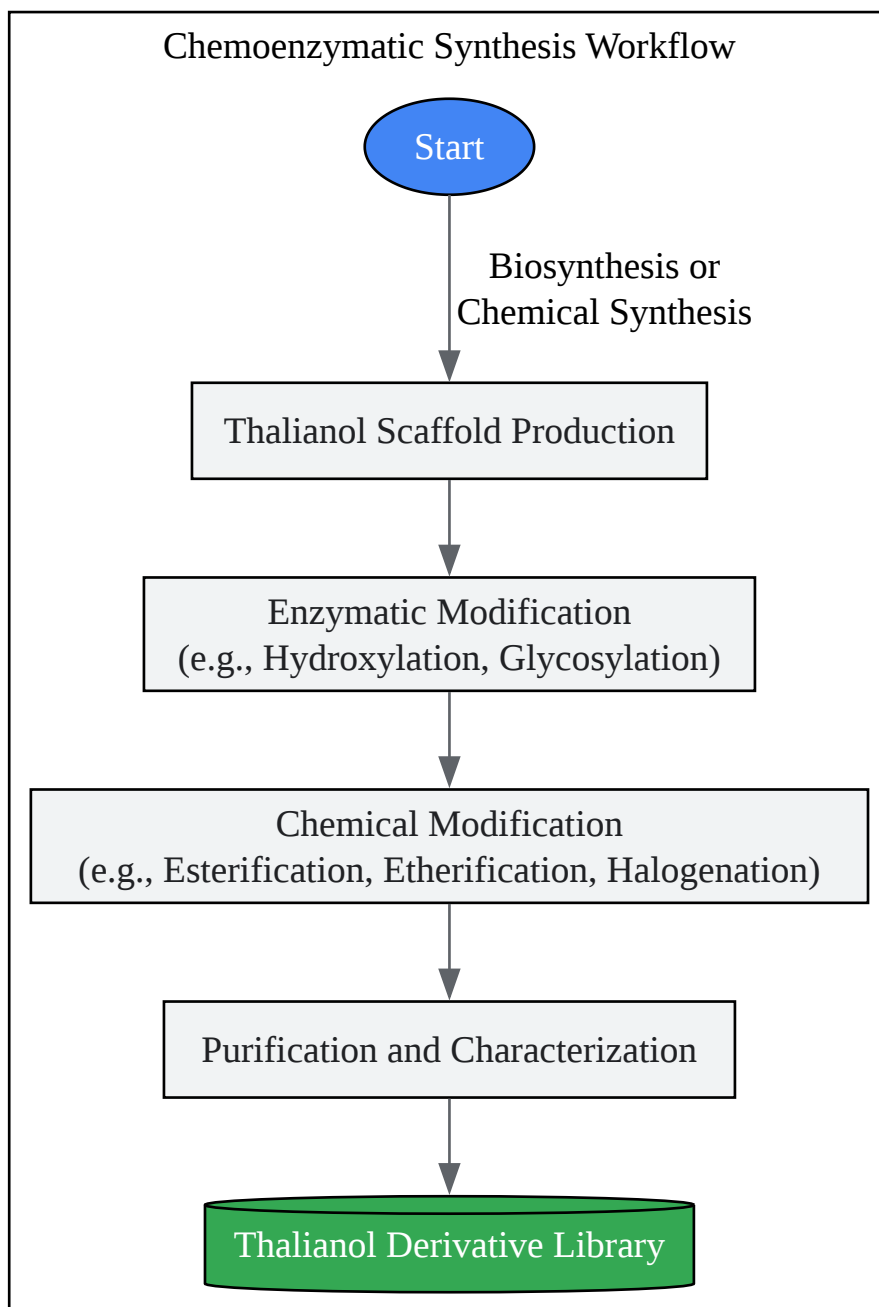 Chemoenzymatic Synthesis Workflow
Start
Biosynthesis or
Chemical Synthesis
Thalianol Scaffold Production
Enzymatic Modification
(e.g., Hydroxylation, Glycosylation)
Chemical Modification
(e.g., Esterification, Etherification, Halogenation)
Purification and Characterization
Thalianol Derivative Library